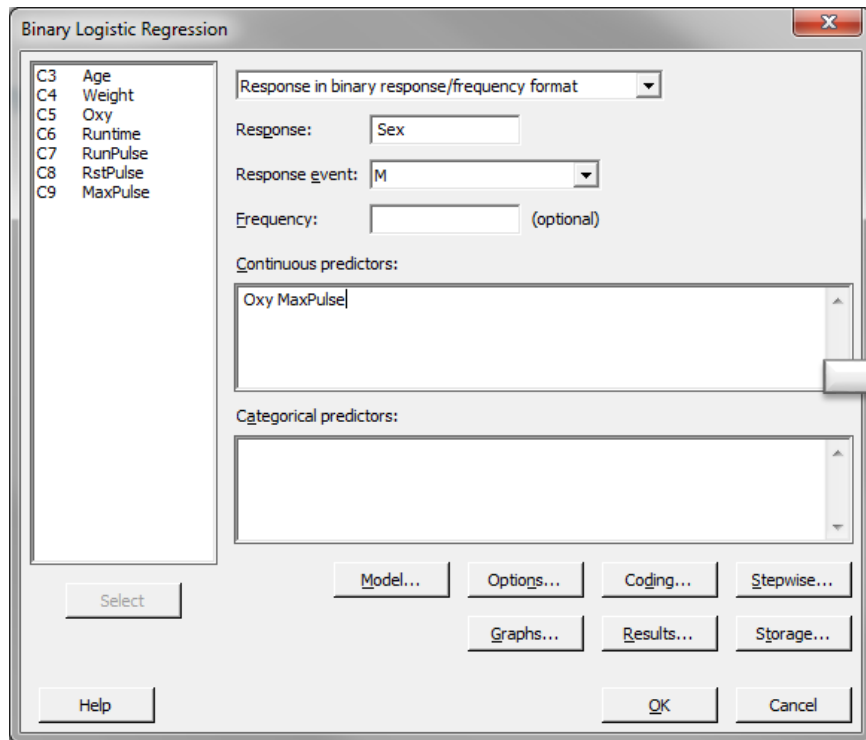 Binary Logistic Regression
C3 Age
C4 Weight
C5 Oxy
C6 Runtime
C7 RunPulse
C8 RstPulse
C9 MaxPulse
Response in binary response/frequency format
Response: Sex
Response event: M
Frequency: (optional)
Continuous predictors:
Oxy MaxPulse
Categorical predictors:
Model... Options... Coding... Stepwise...
Select
Graphs... Results... Storage...
Help OK Cancel